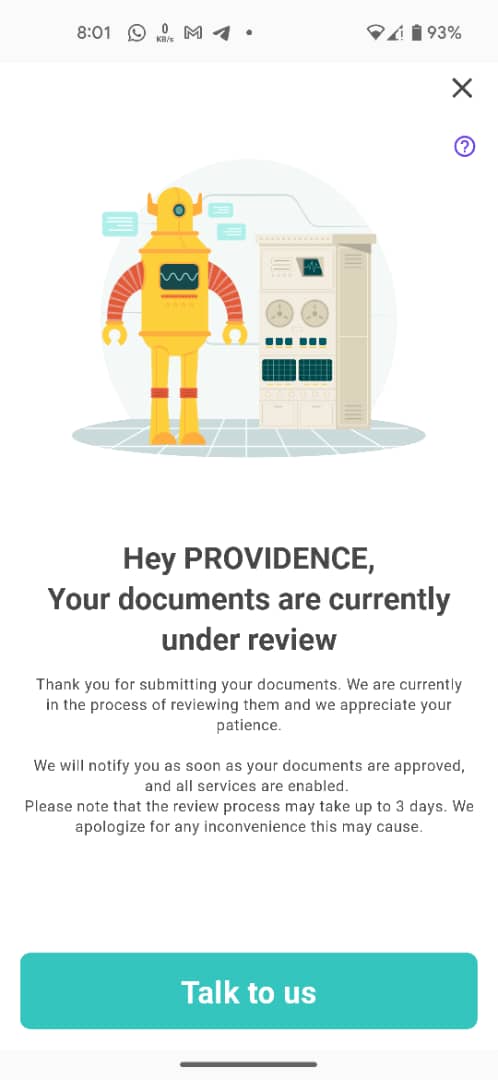 8:01 0 KB/s 93%
?
Hey PROVIDENCE,
Your documents are currently
under review
Thank you for submitting your documents. We are currently
in the process of reviewing them and we appreciate your
patience.
We will notify you as soon as your documents are approved,
and all services are enabled.
Please note that the review process may take up to 3 days. We
apologize for any inconvenience this may cause.
Talk to us